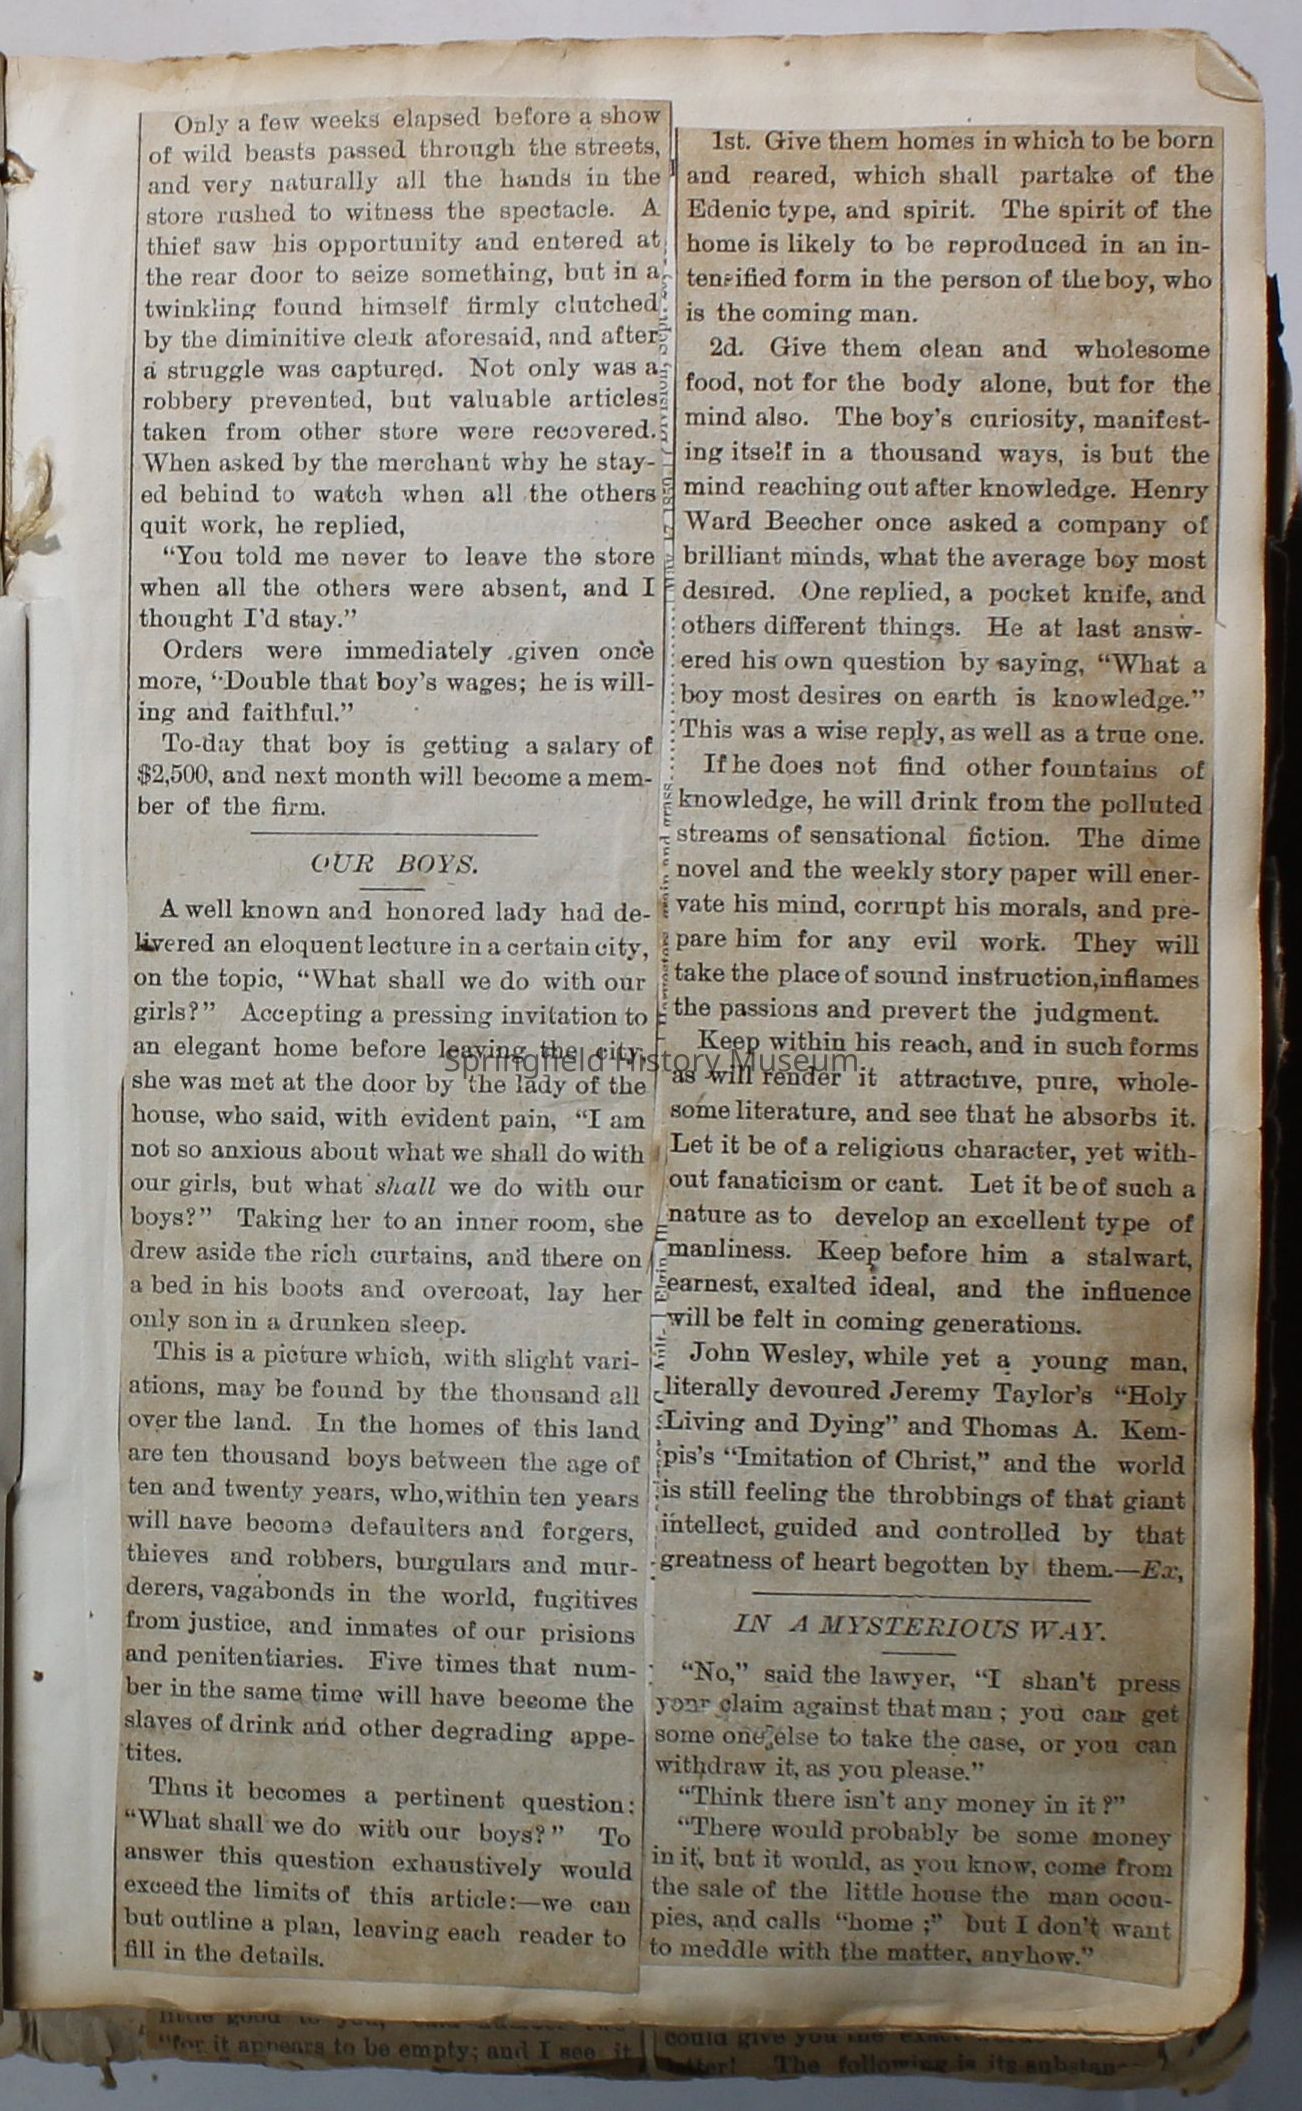 Only a few weeks elapsed before a show
of wild beasts passed through the streets,
and very naturally all the hands in the
store rushed to witness the spectacle. A
thief saw his opportunity and entered at
the rear door to seize something, but in a
twinkling found himself firmly clutched
by the diminitive clerk aforesaid, and after
a struggle was captured. Not only was a
robbery prevented, but valuable articles
taken from other store were recovered.
When asked by the merchant why he stay-
ed behind to watch when all the others
quit work, he replied,
“You told me never to leave the store
when all the others were absent, and I
thought I'd stay.”
Orders were immediately given once
more, “Double that boy's wages; he is will-
ing and faithful.”
To-day that boy is getting a salary of
$2,500, and next month will become a mem-
ber of the firm.
OUR BOYS.
A well known and honored lady had de-
livered an eloquent lecture in a certain city,
on the topic, “What shall we do with our
girls?” Accepting a pressing invitation to
an elegant home before leaving the city,
she was met at the door by the lady of the
house, who said, with evident pain, “I am
not so anxious about what we shall do with
our girls, but what shall we do with our
boys?” Taking her to an inner room, she
drew aside the rich curtains, and there on
a bed in his boots and overcoat, lay her
only son in a drunken sleep.
This is a picture which, with slight vari-
ations, may be found by the thousand all
over the land. In the homes of this land
are ten thousand boys between the age of
ten and twenty years, who, within ten years
will have become defaulters and forgers,
thieves and robbers, burgulars and mur-
derers, vagabonds in the world, fugitives
from justice, and inmates of our prisions
and penitentiaries. Five times that num-
ber in the same time will have become the
slaves of drink and other degrading appe-
tites.
Thus it becomes a pertinent question:
“What shall we do with our boys?” To
answer this question exhaustively would
exceed the limits of this article:—we can
but outline a plan, leaving each reader to
fill in the details.
1st. Give them homes in which to be born
and reared, which shall partake of the
Edenic type, and spirit. The spirit of the
home is likely to be reproduced in an in-
tensified form in the person of the boy, who
is the coming man.
2d. Give them clean and wholesome
food, not for the body alone, but for the
mind also. The boy's curiosity, manifest-
ing itself in a thousand ways, is but the
mind reaching out after knowledge. Henry
Ward Beecher once asked a company of
brilliant minds, what the average boy most
desired. One replied, a pocket knife, and
others different things. He at last answ-
ered his own question by saying, “What a
boy most desires on earth is knowledge.”
This was a wise reply, as well as a true one.
If he does not find other fountains of
knowledge, he will drink from the polluted
streams of sensational fiction. The dime
novel and the weekly story paper will ener-
vate his mind, corrupt his morals, and pre-
pare him for any evil work. They will
take the place of sound instruction, inflames
the passions and prevert the judgment.
Keep within his reach, and in such forms
as will render it attractive, pure, whole-
some literature, and see that he absorbs it.
Let it be of a religious character, yet with-
out fanaticism or cant. Let it be of such a
nature as to develop an excellent type of
manliness. Keep before him a stalwart,
earnest, exalted ideal, and the influence
will be felt in coming generations.
John Wesley, while yet a young man,
literally devoured Jeremy Taylor's “Holy
Living and Dying” and Thomas A. Kem-
pis's “Imitation of Christ,” and the world
is still feeling the throbbings of that giant
intellect, guided and controlled by that
greatness of heart begotten by them.—Ex,
IN A MYSTERIOUS WAY.
“No,” said the lawyer, “I shan't press
your claim against that man; you can get
some one else to take the case, or you can
withdraw it, as you please.”
“Think there isn't any money in it?”
“There would probably be some money
in it, but it would, as you know, come from
the sale of the little house the man occu-
pies, and calls “home;” but I don't want
to meddle with the matter, anyhow.”
Springfield History Museum
“for it appears to be empty; and I see it
could give you the
The following is its substan-